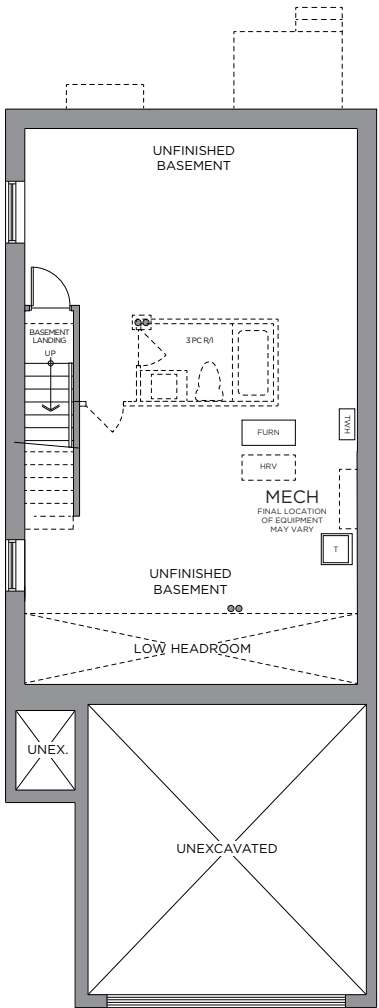 UNFINISHED
BASEMENT
BASEMENT
LANDING
UP
3 PC R/I
FURN
TWH
HRV
MECH
FINAL LOCATION
OF EQUIPMENT
MAY VARY
T
UNFINISHED
BASEMENT
LOW HEADROOM
UNEX.
UNEXCAVATED